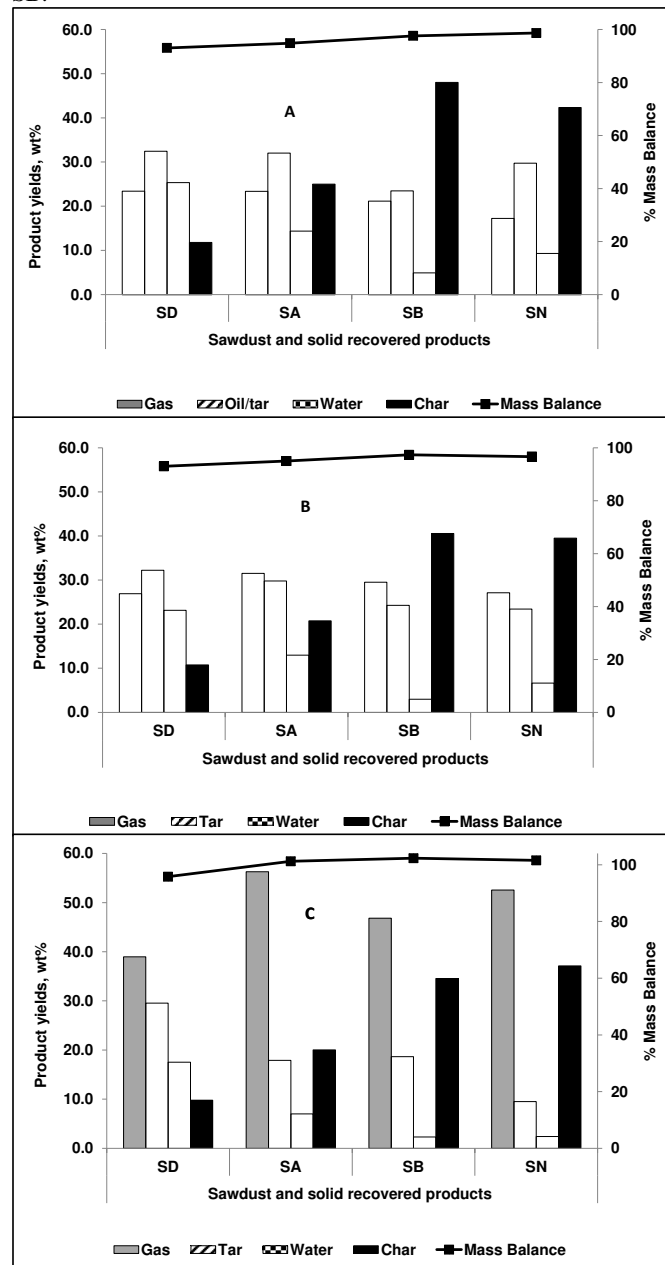 60.0
50.0
40.0
30.0
20.0
10.0
0.0
Product yields, wt%
100
80
60
40
20
0
% Mass Balance
A
SD SA SB SN
Sawdust and solid recovered products
Gas Oil/tar Water Char Mass Balance
60.0
50.0
40.0
30.0
20.0
10.0
0.0
Product yields, wt%
100
80
60
40
20
0
% Mass Balance
B
SD SA SB SN
Sawdust and solid recovered products
Gas Tar Water Char Mass Balance
60.0
50.0
40.0
30.0
20.0
10.0
0.0
Product yields, wt%
100
80
60
40
20
0
% Mass Balance
C
SD SA SB SN
Sawdust and solid recovered products
Gas Tar Water Char Mass Balance